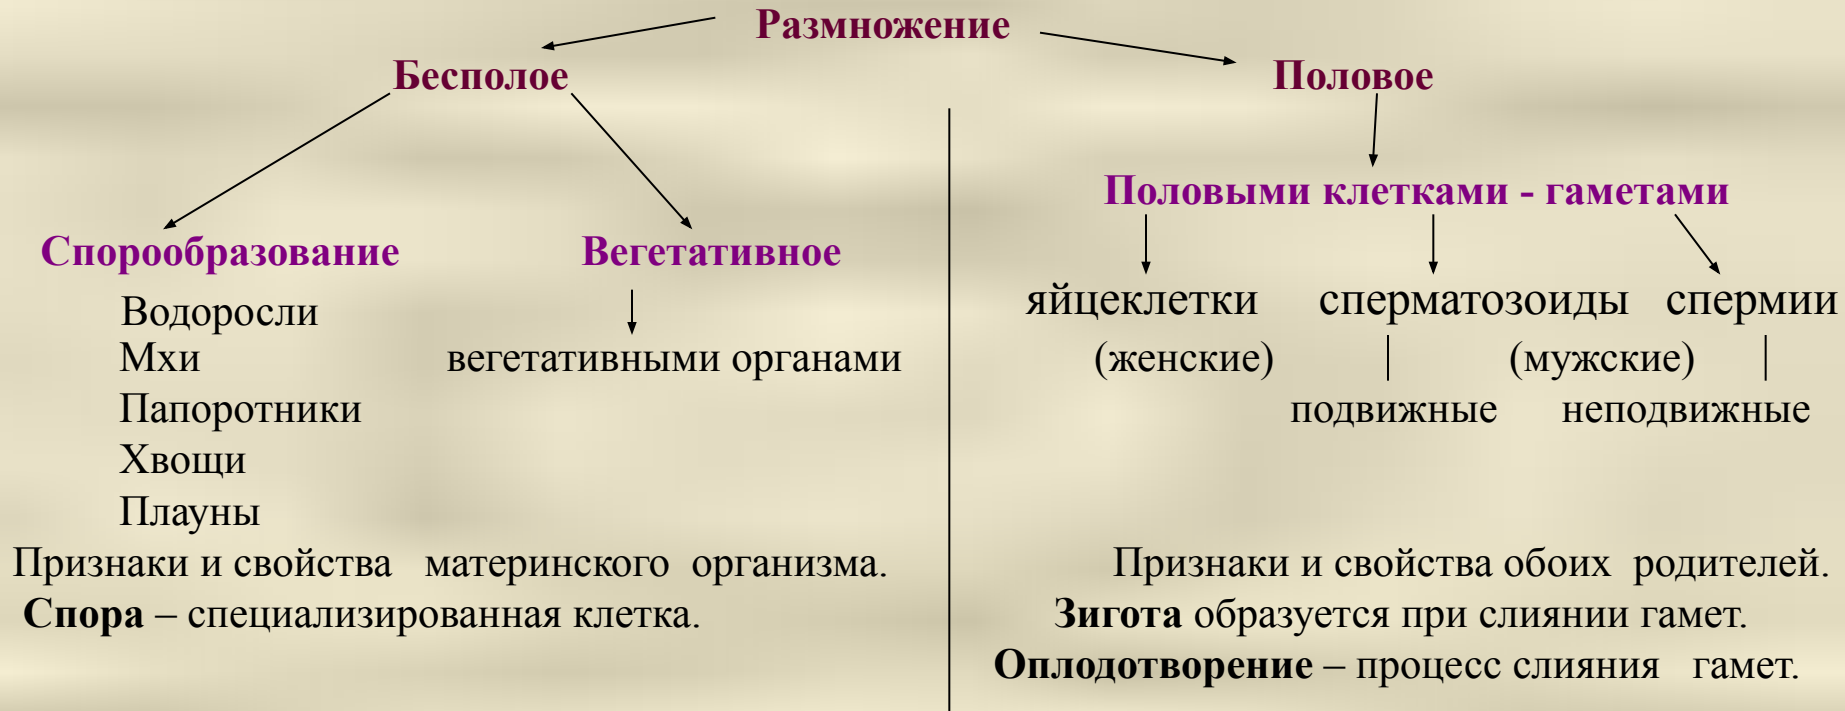 Размножение
Бесполое
Половое
Спорообразование
Вегетативное
Водоросли
Мхи
Папоротники
Хвощи
Плауны
вегетативными органами
Признаки и свойства материнского организма.
Спора – специализированная клетка.
Половыми клетками - гаметами
яйцеклетки сперматозоиды спермии
(женские) (мужские)
подвижные неподвижные
Признаки и свойства обоих родителей.
Зигота образуется при слиянии гамет.
Оплодотворение – процесс слияния гамет.